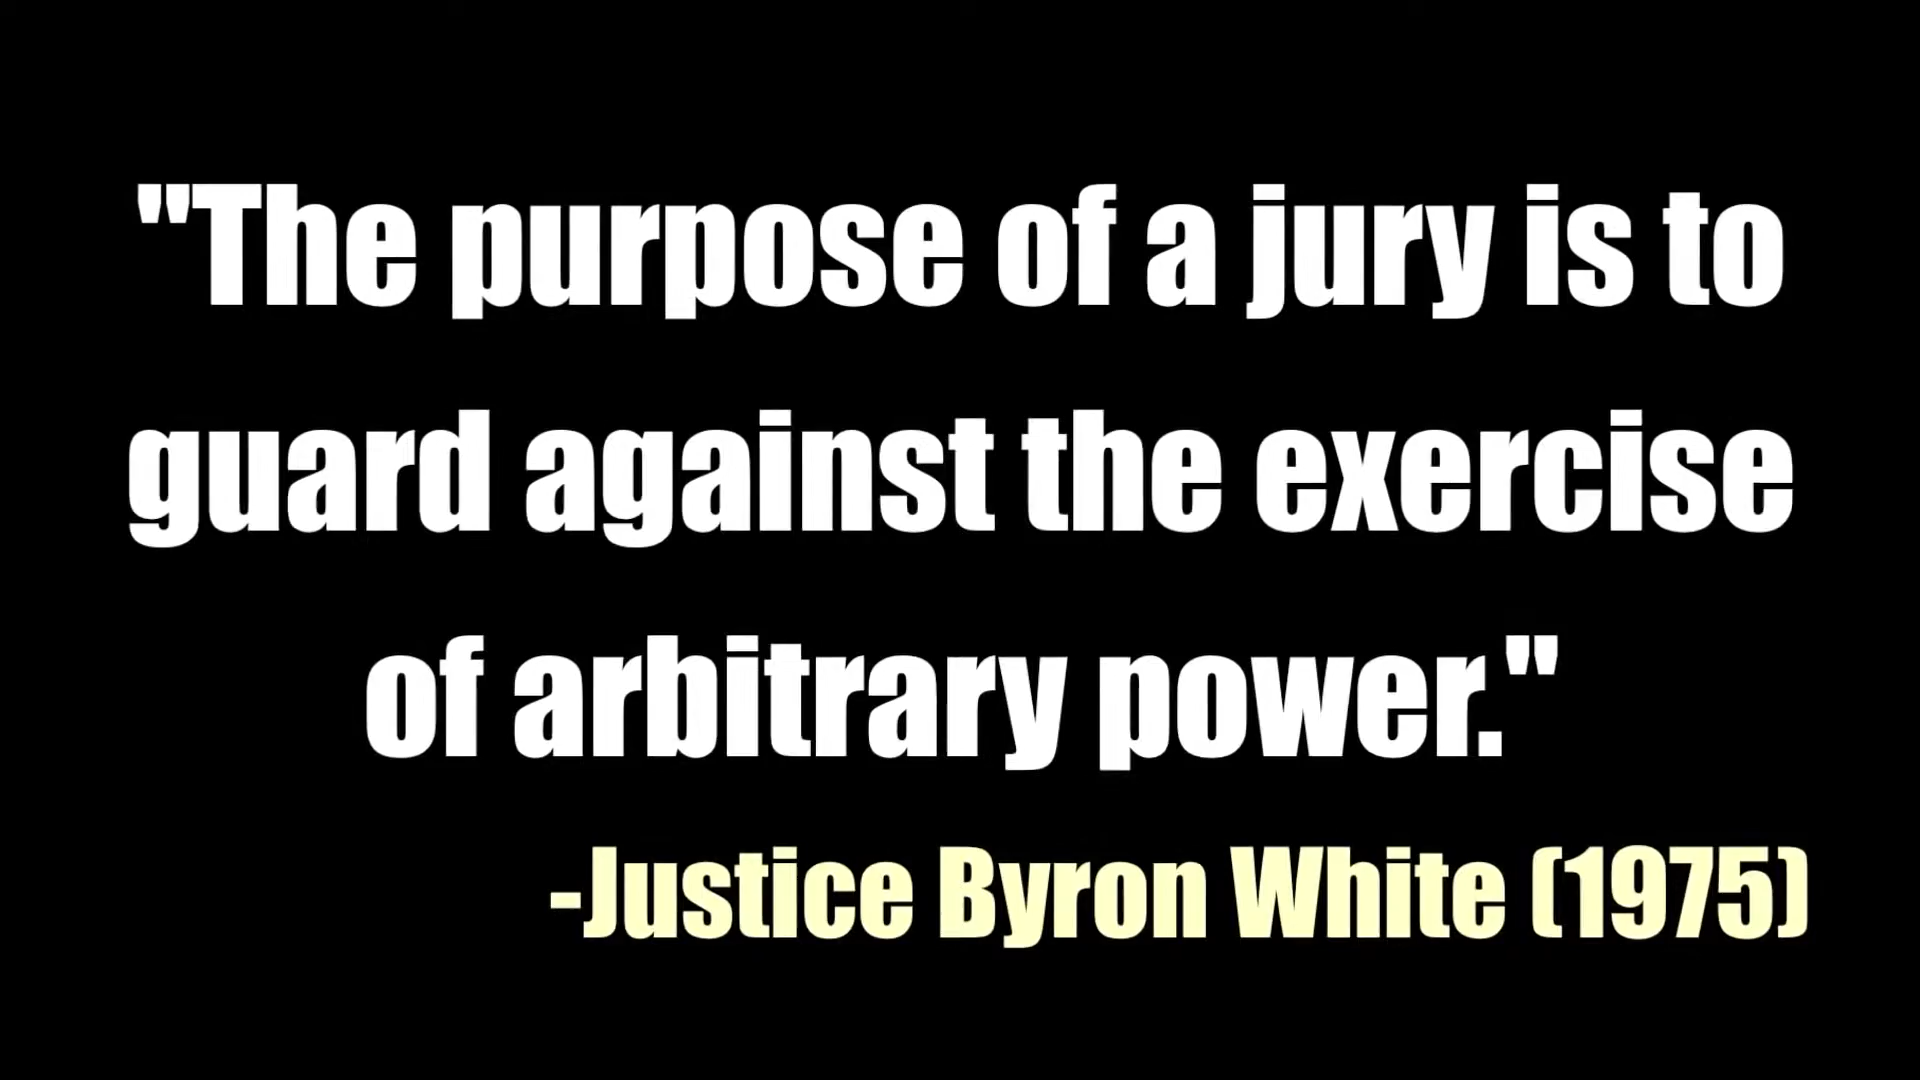 "The purpose of a jury is to
guard against the exercise
of arbitrary power."
-Justice Byron White (1975)